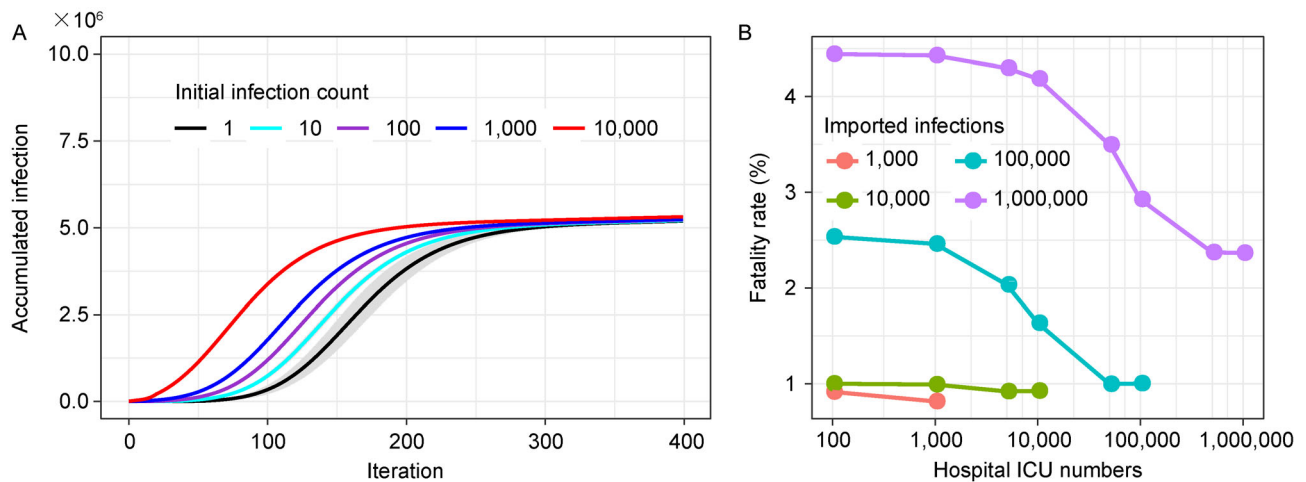 A
×10⁶
10.0
7.5
5.0
2.5
0.0
Accumulated infection
Initial infection count
1 10 100 1,000 10,000
0 100 200 300 400
Iteration
B
4
3
2
1
Fatality rate (%)
Imported infections
1,000 100,000
10,000 1,000,000
100 1,000 10,000 100,000 1,000,000
Hospital ICU numbers